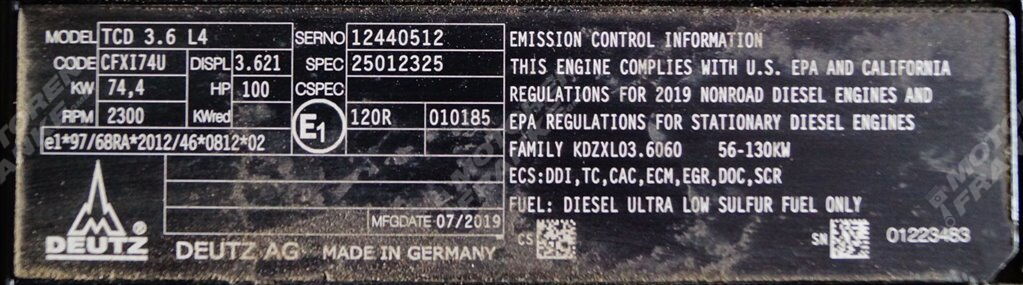 MODEL TCD 3.6 L4
CODE CFXI74U DISPL 3.621
KW 74,4 HP 100
RPM 2300 KWred
e1*97/68RA*2012/46*0812*02
SERNO 12440512
SPEC 25012325
CSPEC
E1 120R 010185
MFGDATE 07/2019
DEUTZ
DEUTZ AG MADE IN GERMANY
EMISSION CONTROL INFORMATION
THIS ENGINE COMPLIES WITH U.S. EPA AND CALIFORNIA
REGULATIONS FOR 2019 NONROAD DIESEL ENGINES AND
EPA REGULATIONS FOR STATIONARY DIESEL ENGINES
FAMILY KDZXL03.6060 56-130KW
ECS:DDI,TC,CAC,ECM,EGR,DOC,SCR
FUEL: DIESEL ULTRA LOW SULFUR FUEL ONLY
CS SN 01223483